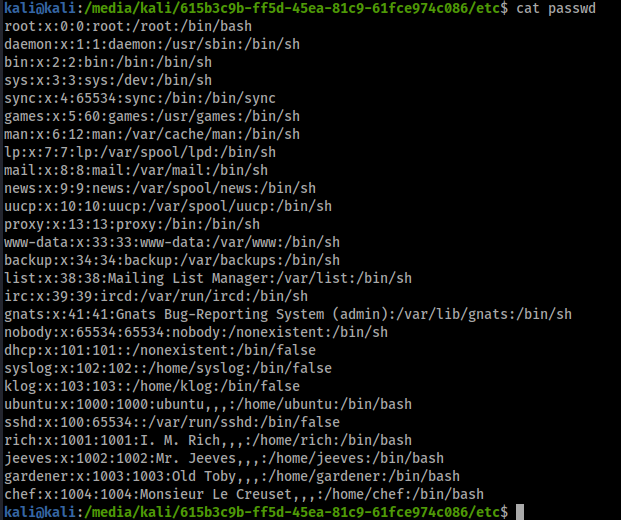 kali@kali:/media/kali/615b3c9b-ff5d-45ea-81c9-61fce974c086/etc$ cat passwd
root:x:0:0:root:/root:/bin/bash
daemon:x:1:1:daemon:/usr/sbin:/bin/sh
bin:x:2:2:bin:/bin:/bin/sh
sys:x:3:3:sys:/dev:/bin/sh
sync:x:4:65534:sync:/bin:/bin/sync
games:x:5:60:games:/usr/games:/bin/sh
man:x:6:12:man:/var/cache/man:/bin/sh
lp:x:7:7:lp:/var/spool/lpd:/bin/sh
mail:x:8:8:mail:/var/mail:/bin/sh
news:x:9:9:news:/var/spool/news:/bin/sh
uucp:x:10:10:uucp:/var/spool/uucp:/bin/sh
proxy:x:13:13:proxy:/bin:/bin/sh
www-data:x:33:33:www-data:/var/www:/bin/sh
backup:x:34:34:backup:/var/backups:/bin/sh
list:x:38:38:Mailing List Manager:/var/list:/bin/sh
irc:x:39:39:ircd:/var/run/ircd:/bin/sh
gnats:x:41:41:Gnats Bug-Reporting System (admin):/var/lib/gnats:/bin/sh
nobody:x:65534:65534:nobody:/nonexistent:/bin/sh
dhcp:x:101:101::/nonexistent:/bin/false
syslog:x:102:102::/home/syslog:/bin/false
klog:x:103:103::/home/klog:/bin/false
ubuntu:x:1000:1000:ubuntu,,,:/home/ubuntu:/bin/bash
sshd:x:100:65534::/var/run/sshd:/bin/false
rich:x:1001:1001:I. M. Rich,,,:/home/rich:/bin/bash
jeeves:x:1002:1002:Mr. Jeeves,,,:/home/jeeves:/bin/bash
gardener:x:1003:1003:Old Toby,,,:/home/gardener:/bin/bash
chef:x:1004:1004:Monsieur Le Creuset,,,:/home/chef:/bin/bash
kali@kali:/media/kali/615b3c9b-ff5d-45ea-81c9-61fce974c086/etc$